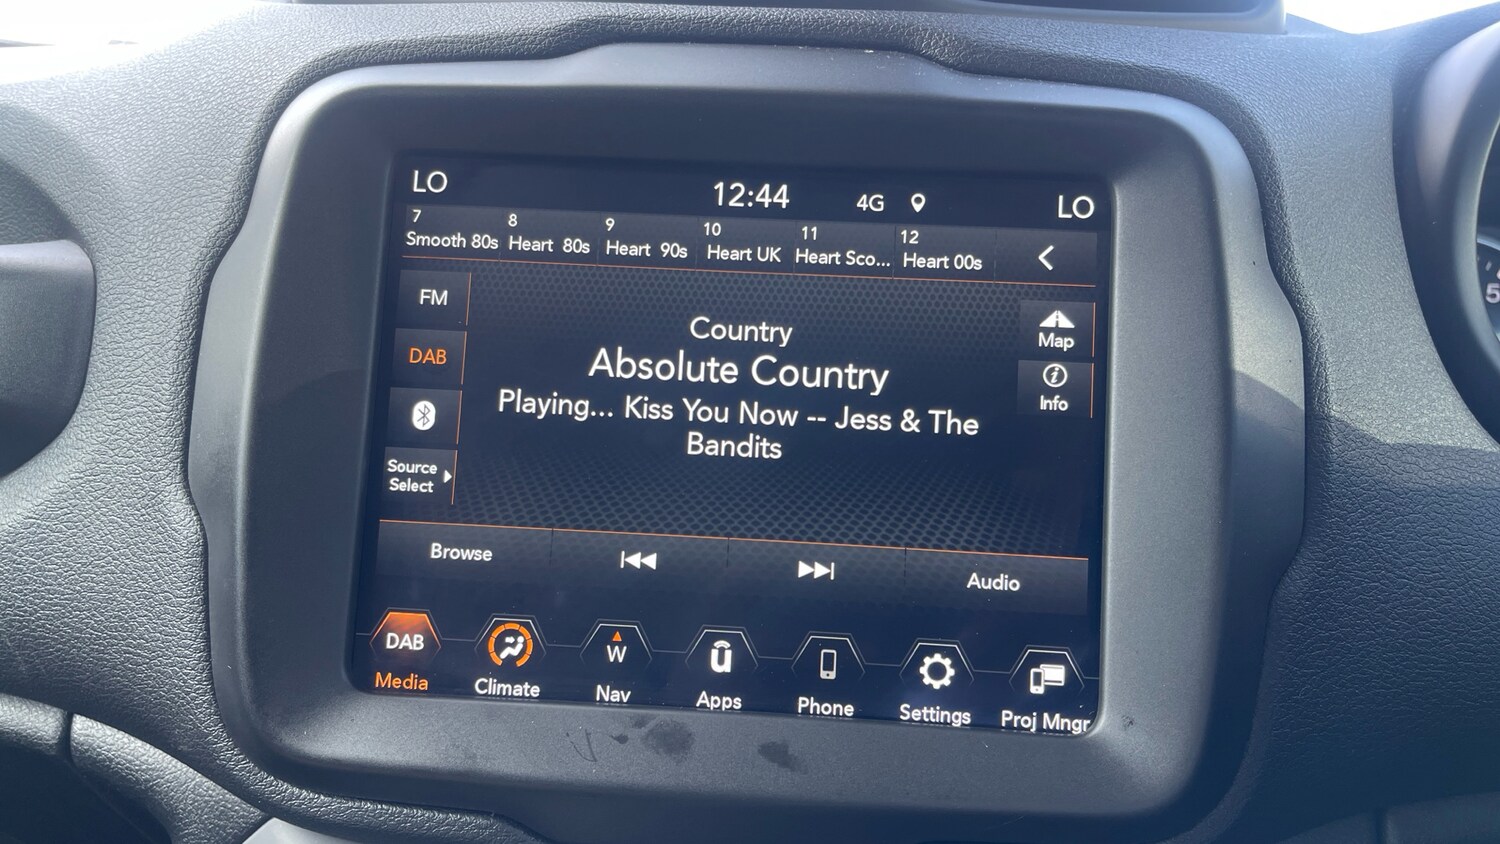 LO 12:44 4G LO
7 8 9 10 11 12
Smooth 80s Heart 80s Heart 90s Heart UK Heart Sco... Heart 00s
FM
DAB
Source
Select
Country
Absolute Country
Playing... Kiss You Now -- Jess & The
Bandits
Map
Info
Browse
Audio
DAB W
Media Climate Nav Apps Phone Settings Proj Mngr
5